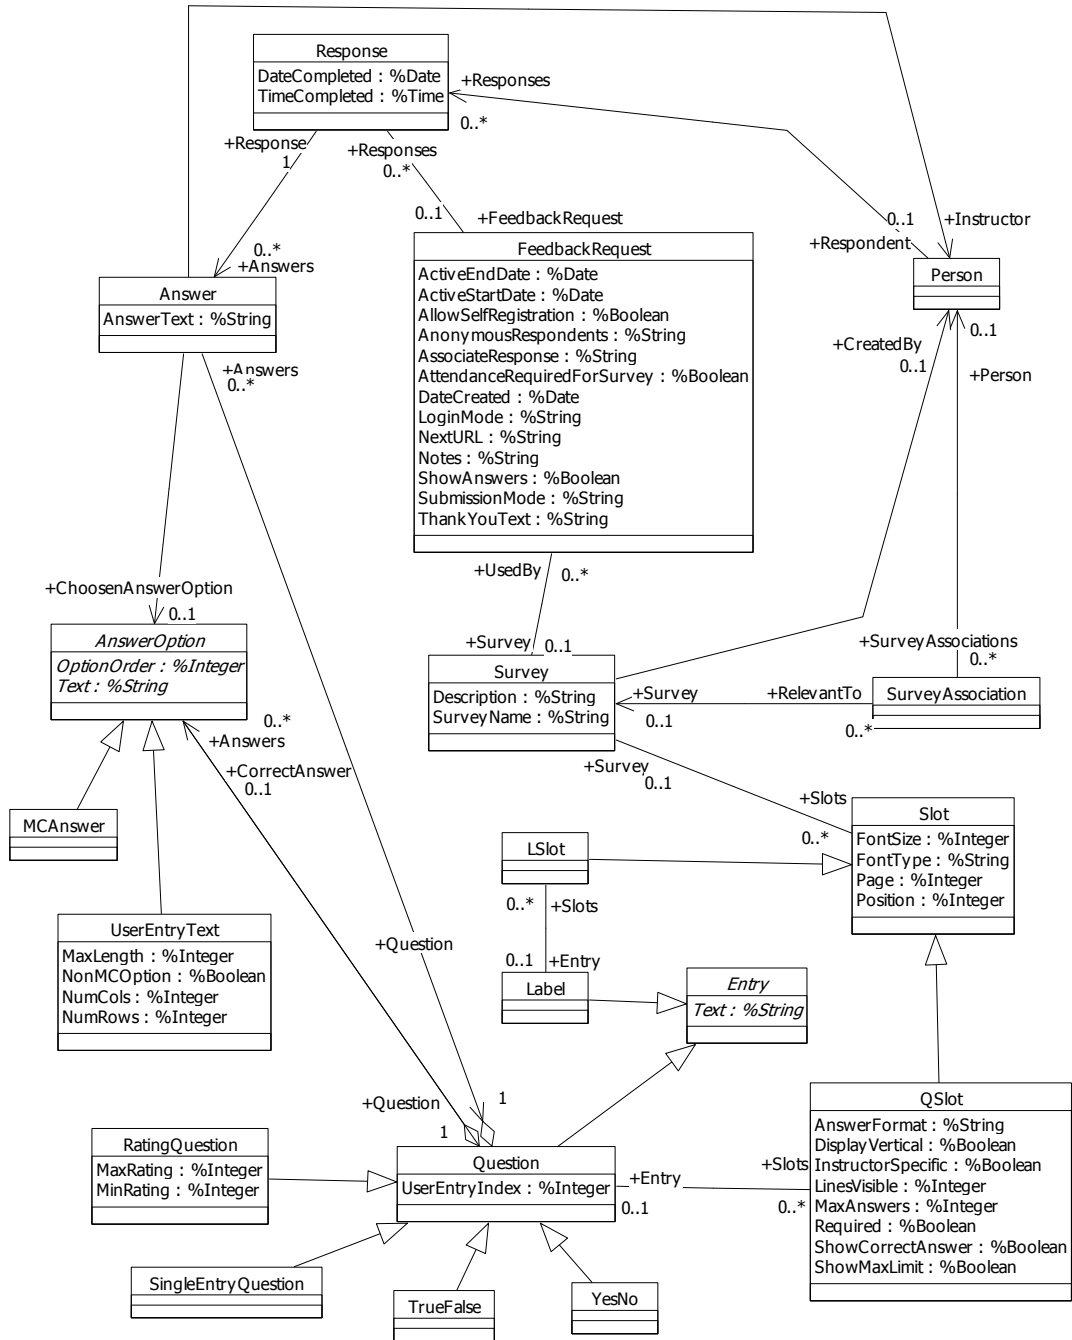 Response
DateCompleted : %Date
TimeCompleted : %Time
+Responses
0..*
+Response
1
+Responses
0..*
0..1
+FeedbackRequest
0..1
+Respondent
+Instructor
Person
0..*
+Answers
Answer
AnswerText : %String
FeedbackRequest
ActiveEndDate : %Date
ActiveStartDate : %Date
AllowSelfRegistration : %Boolean
AnonymousRespondents : %String
AssociateResponse : %String
AttendanceRequiredForSurvey : %Boolean
DateCreated : %Date
LoginMode : %String
NextURL : %String
Notes : %String
ShowAnswers : %Boolean
SubmissionMode : %String
ThankYouText : %String
+CreatedBy
0..1
0..1
+Person
+Answers
0..*
+UsedBy
0..*
+ChoosenAnswerOption
0..1
AnswerOption
OptionOrder : %Integer
Text : %String
+Survey
0..1
Survey
Description : %String
SurveyName : %String
+SurveyAssociations
0..*
+Survey
0..1
+RelevantTo
0..*
SurveyAssociation
0..*
+Answers
+CorrectAnswer
0..1
+Survey
0..1
+Slots
0..*
Slot
FontSize : %Integer
FontType : %String
Page : %Integer
Position : %Integer
MCAnswer
LSlot
0..*
+Slots
0..1
+Entry
Label
UserEntryText
MaxLength : %Integer
NonMCOption : %Boolean
NumCols : %Integer
NumRows : %Integer
+Question
Entry
Text : %String
+Question
1
1
QSlot
AnswerFormat : %String
DisplayVertical : %Boolean
InstructorSpecific : %Boolean
LinesVisible : %Integer
MaxAnswers : %Integer
Required : %Boolean
ShowCorrectAnswer : %Boolean
ShowMaxLimit : %Boolean
RatingQuestion
MaxRating : %Integer
MinRating : %Integer
Question
UserEntryIndex : %Integer
+Entry
0..1
+Slots
0..*
SingleEntryQuestion
TrueFalse
YesNo